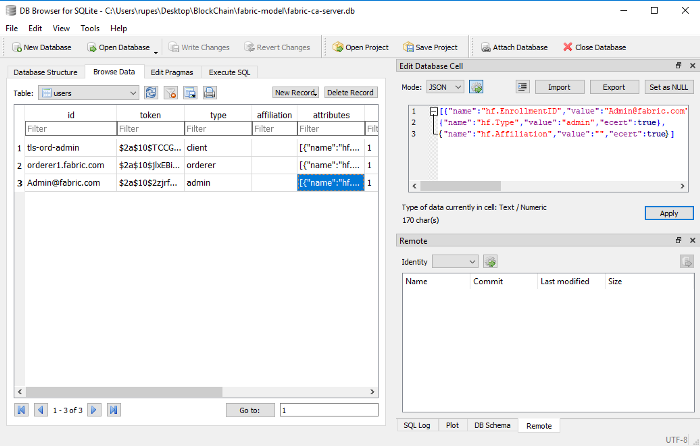 DB Browser for SQLite - C:\Users\rupes\Desktop\BlockChain\fabric-model\fabric-ca-server.db
File Edit View Tools Help
New Database Open Database Write Changes Revert Changes Open Project Save Project Attach Database Close Database
Database Structure Browse Data Edit Pragmas Execute SQL
Table: users New Record Delete Record
id token type affiliation attributes
Filter Filter Filter Filter Filter Fil
1 tls-ord-admin $2a$10$TCCG... client [{"name":"hf.... 1
2 orderer1.fabric.com $2a$10$JlxEBi... orderer [{"name":"hf.... 1
3 Admin@fabric.com $2a$10$2zjrf... admin [{"name":"hf.... 1
1 - 3 of 3 Go to: 1
Edit Database Cell
Mode: JSON Import Export Set as NULL
1 [{"name":"hf.EnrollmentID","value":"Admin@fabric.com"
2 {"name":"hf.Type","value":"admin","ecert":true},
3 {"name":"hf.Affiliation","value":"","ecert":true}]
Type of data currently in cell: Text / Numeric
170 char(s)
Apply
Remote
Identity
Name Commit Last modified Size
SQL Log Plot DB Schema Remote
UTF-8